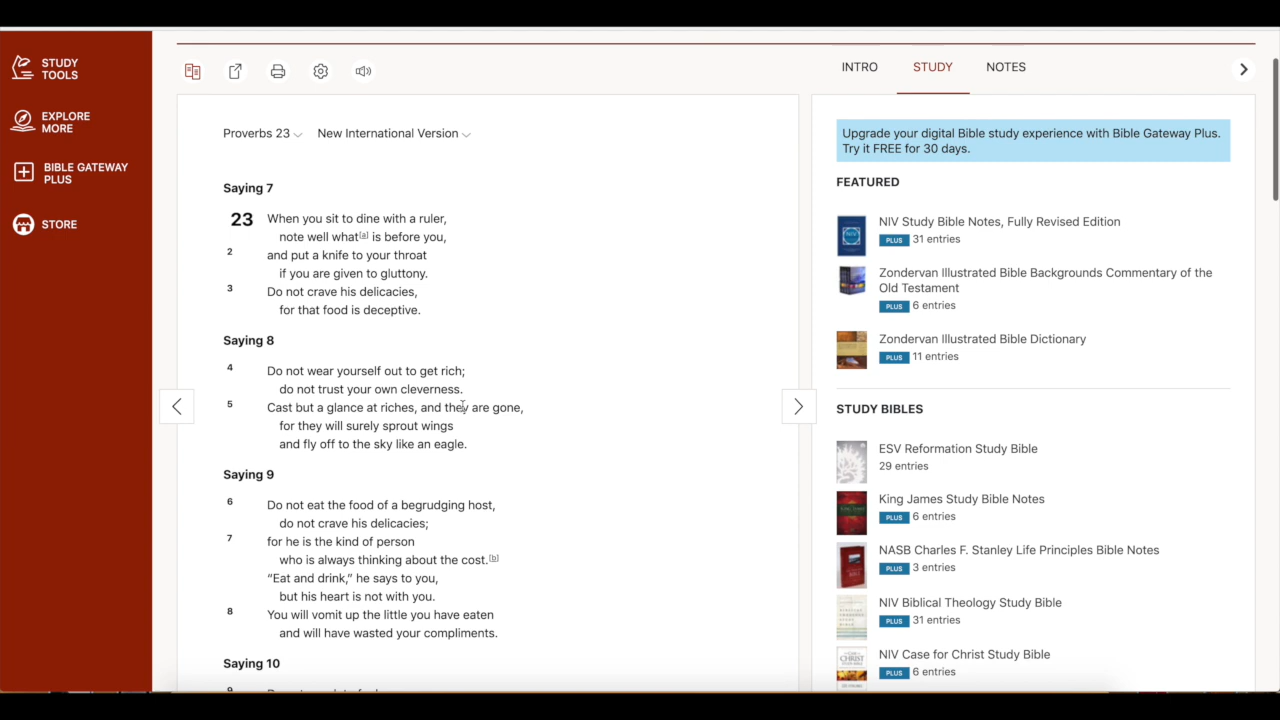 STUDY
TOOLS
EXPLORE
MORE
BIBLE GATEWAY
PLUS
STORE
Proverbs 23 New International Version
Saying 7
23 When you sit to dine with a ruler,
note well what[a] is before you,
2 and put a knife to your throat
if you are given to gluttony.
3 Do not crave his delicacies,
for that food is deceptive.
Saying 8
4 Do not wear yourself out to get rich;
do not trust your own cleverness.
5 Cast but a glance at riches, and they are gone,
for they will surely sprout wings
and fly off to the sky like an eagle.
Saying 9
6 Do not eat the food of a begrudging host,
do not crave his delicacies;
7 for he is the kind of person
who is always thinking about the cost.[b]
“Eat and drink,” he says to you,
but his heart is not with you.
8 You will vomit up the little you have eaten
and will have wasted your compliments.
Saying 10
INTRO STUDY NOTES
Upgrade your digital Bible study experience with Bible Gateway Plus.
Try it FREE for 30 days.
FEATURED
NIV Study Bible Notes, Fully Revised Edition
PLUS 31 entries
Zondervan Illustrated Bible Backgrounds Commentary of the
Old Testament
PLUS 6 entries
Zondervan Illustrated Bible Dictionary
PLUS 11 entries
STUDY BIBLES
ESV Reformation Study Bible
29 entries
King James Study Bible Notes
PLUS 6 entries
NASB Charles F. Stanley Life Principles Bible Notes
PLUS 3 entries
NIV Biblical Theology Study Bible
PLUS 31 entries
NIV Case for Christ Study Bible
PLUS 6 entries